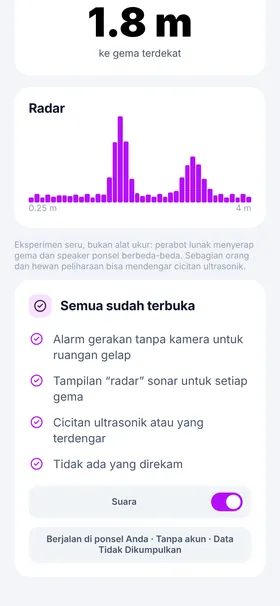 1.8 m
ke gema terdekat
Radar
0.25 m
4 m
Eksperimen seru, bukan alat ukur: perabot lunak menyerap
gema dan speaker ponsel berbeda-beda. Sebagian orang
dan hewan peliharaan bisa mendengar cicitan ultrasonik.
Semua sudah terbuka
Alarm gerakan tanpa kamera untuk
ruangan gelap
Tampilan “radar” sonar untuk setiap
gema
Cicitan ultrasonik atau yang
terdengar
Tidak ada yang direkam
Suara
Berjalan di ponsel Anda · Tanpa akun · Data
Tidak Dikumpulkan